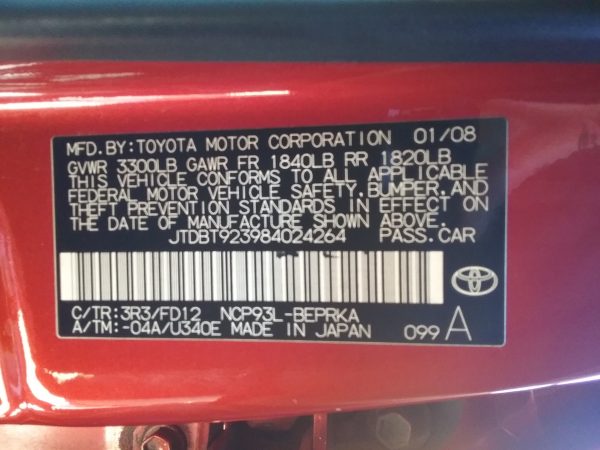 MFD. BY:TOYOTA MOTOR CORPORATION 01/08
GVWR 3300LB GAWR FR 1840LB RR 1820LB
THIS VEHICLE CONFORMS TO ALL APPLICABLE
FEDERAL MOTOR VEHICLE SAFETY.BUMPER.AND
THEFT PREVENTION STANDARDS IN EFFECT ON
THE DATE OF MANUFACTURE SHOWN ABOVE.
JTDBT923984024264 PASS.CAR
C/TR:3R3/FD12 NCP93L-BEPRKA
A/TM:-04A/U340E MADE IN JAPAN 099 A